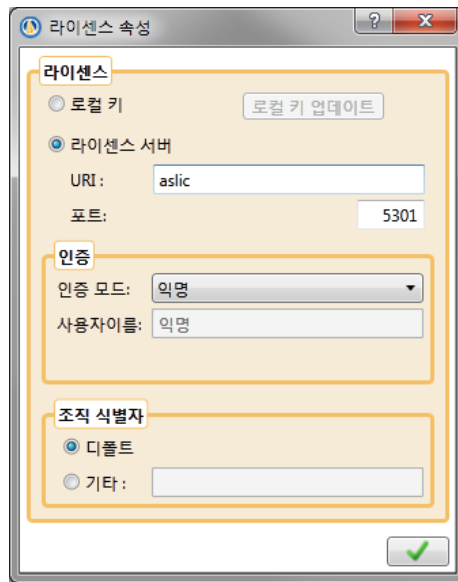 라이센스 속성
라이센스
로컬 키
로컬 키 업데이트
라이센스 서버
URI : aslic
포트: 5301
인증
인증 모드: 익명
사용자이름: 익명
조직 식별자
디폴트
기타 :